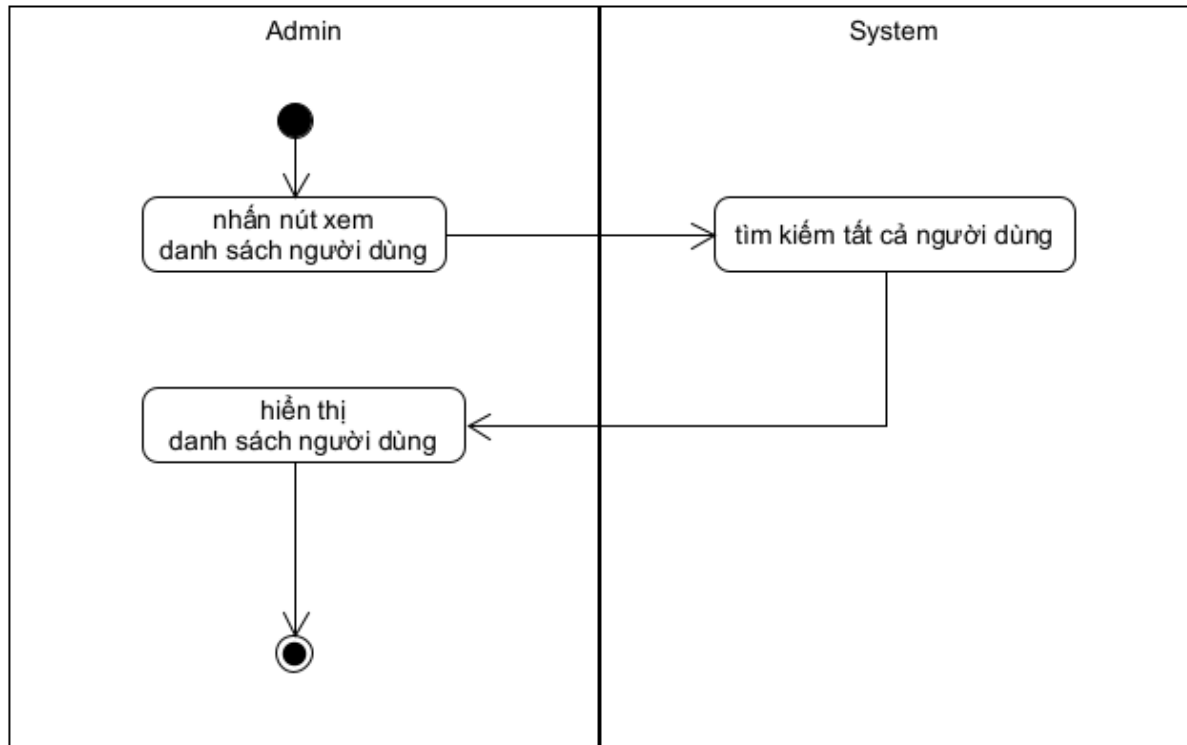 Admin
System
nhấn nút xem
danh sách người dùng
tìm kiếm tất cả người dùng
hiển thị
danh sách người dùng